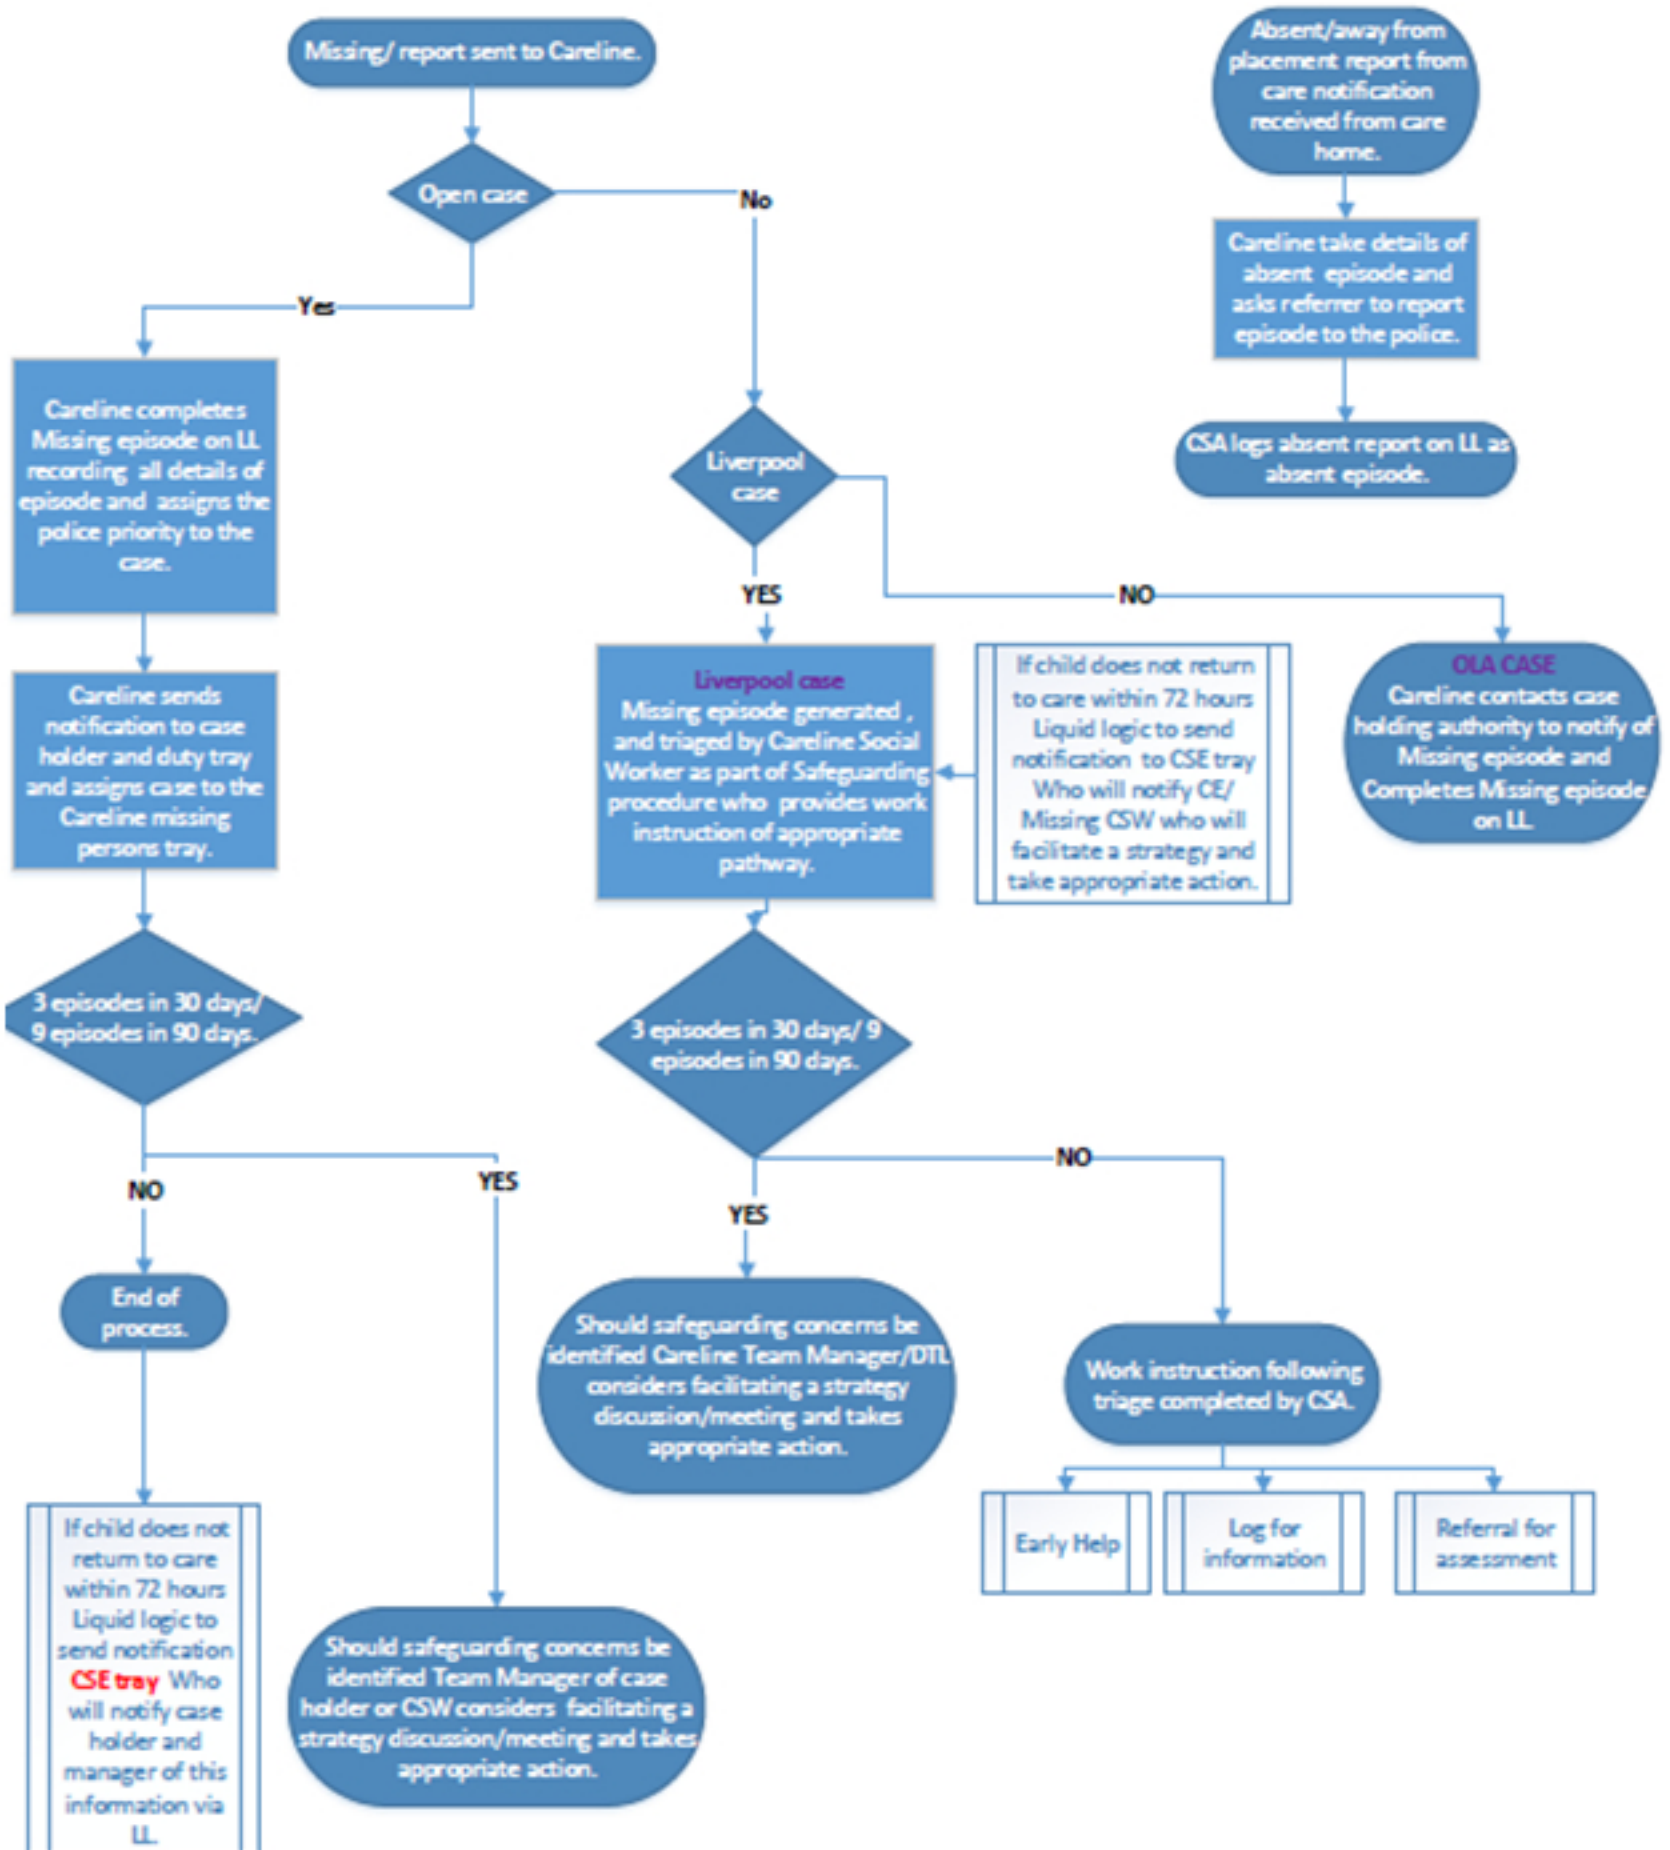 Missing/ report sent to Careline.
Open case
No
Yes
Careline completes
Missing episode on LL
recording all details of
episode and assigns the
police priority to the
case.
Careline sends
notification to case
holder and duty tray
and assigns case to the
Careline missing
persons tray.
3 episodes in 30 days/
9 episodes in 90 days.
NO
YES
End of
process.
If child does not
return to care
within 72 hours
Liquid logic to
send notification
CSE tray Who
will notify case
holder and
manager of this
information via
LL.
Should safeguarding concerns be
identified Team Manager of case
holder or CSW considers facilitating a
strategy discussion/meeting and takes
appropriate action.
Liverpool
case
YES
NO
Liverpool case
Missing episode generated ,
and triaged by Careline Social
Worker as part of Safeguarding
procedure who provides work
instruction of appropriate
pathway.
If child does not return
to care within 72 hours
Liquid logic to send
notification to CSE tray
Who will notify CE/
Missing CSW who will
facilitate a strategy and
take appropriate action.
OLA CASE
Careline contacts case
holding authority to notify of
Missing episode and
Completes Missing episode
on LL
3 episodes in 30 days/ 9
episodes in 90 days.
YES
NO
Should safeguarding concerns be
identified Careline Team Manager/DTL
considers facilitating a strategy
discussion/meeting and takes
appropriate action.
Work instruction following
triage completed by CSA.
Early Help
Log for
information
Referral for
assessment
Absent/away from
placement report from
care notification
received from care
home.
Careline take details of
absent episode and
asks referrer to report
episode to the police.
CSA logs absent report on LL as
absent episode.